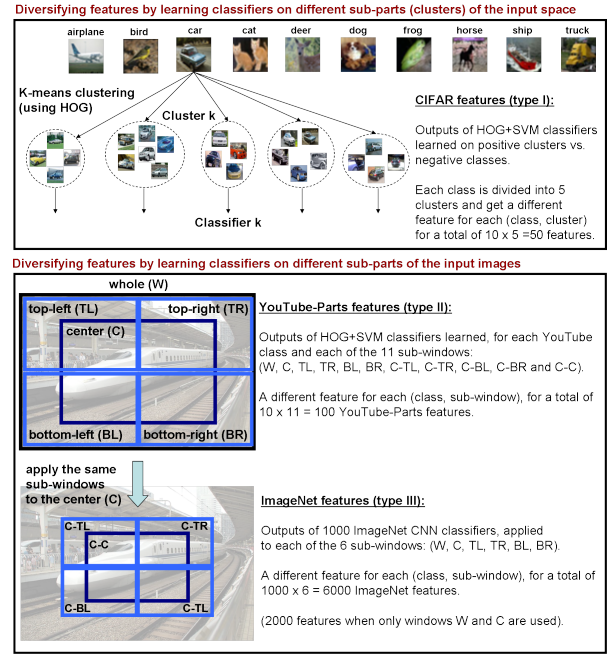 Diversifying features by learning classifiers on different sub-parts (clusters) of the input space
airplane bird car cat deer dog frog horse ship truck
K-means clustering
(using HOG)
Cluster k
Classifier k
CIFAR features (type I):
Outputs of HOG+SVM classifiers
learned on positive clusters vs.
negative classes.
Each class is divided into 5
clusters and get a different
feature for each (class, cluster)
for a total of 10 x 5 =50 features.
Diversifying features by learning classifiers on different sub-parts of the input images
whole (W)
top-left (TL) top-right (TR)
center (C)
bottom-left (BL) bottom-right (BR)
YouTube-Parts features (type II):
Outputs of HOG+SVM classifiers learned, for each YouTube
class and each of the 11 sub-windows:
(W, C, TL, TR, BL, BR, C-TL, C-TR, C-BL, C-BR and C-C).
A different feature for each (class, sub-window), for a total of
10 x 11 = 100 YouTube-Parts features.
apply the same
sub-windows
to the center (C)
C-TL C-TR
C-C
C-BL C-TL
ImageNet features (type III):
Outputs of 1000 ImageNet CNN classifiers, applied
to each of the 6 sub-windows: (W, C, TL, TR, BL, BR).
A different feature for each (class, sub-window), for a total of
1000 x 6 = 6000 ImageNet features.
(2000 features when only windows W and C are used).